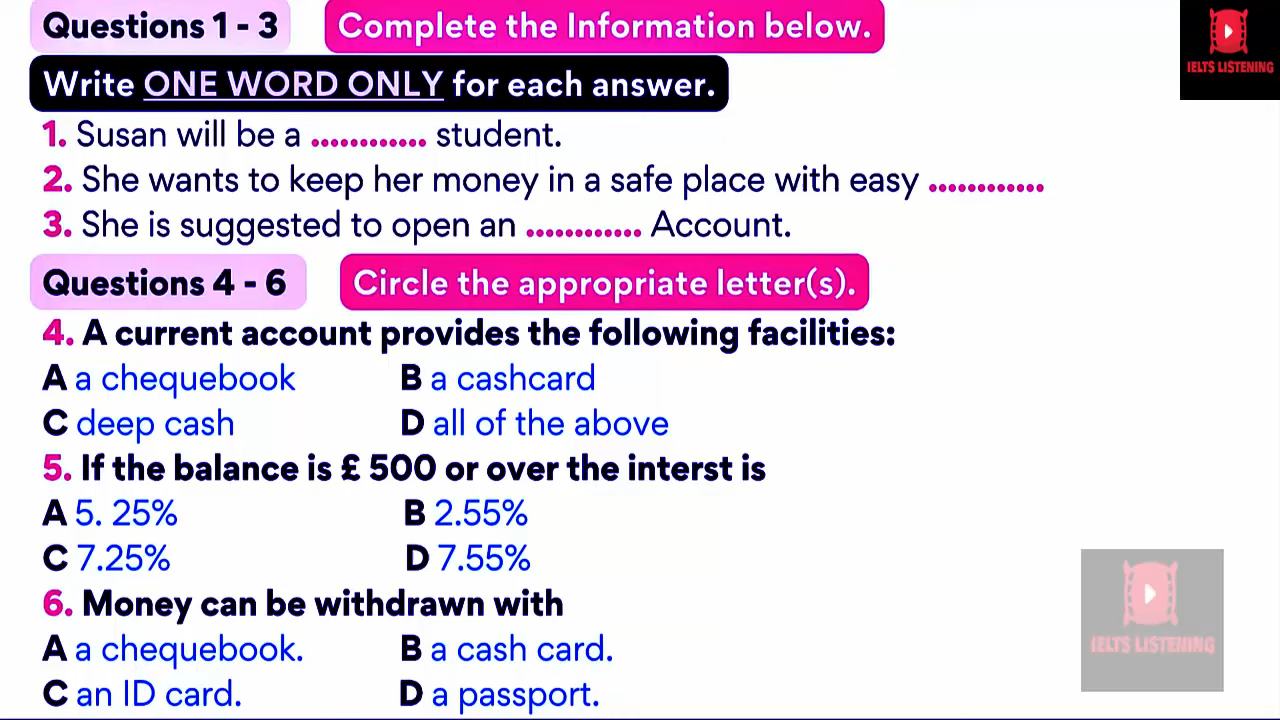 Questions 1 - 3 Complete the Information below.
IELTS LISTENING
Write ONE WORD ONLY for each answer.
1. Susan will be a ............ student.
2. She wants to keep her money in a safe place with easy ............
3. She is suggested to open an ............ Account.
Questions 4 - 6 Circle the appropriate letter(s).
4. A current account provides the following facilities:
A a chequebook B a cashcard
C deep cash D all of the above
5. If the balance is £ 500 or over the interst is
A 5. 25% B 2.55%
C 7.25% D 7.55%
6. Money can be withdrawn with
A a chequebook. B a cash card.
IELTS LISTENING
C an ID card. D a passport.